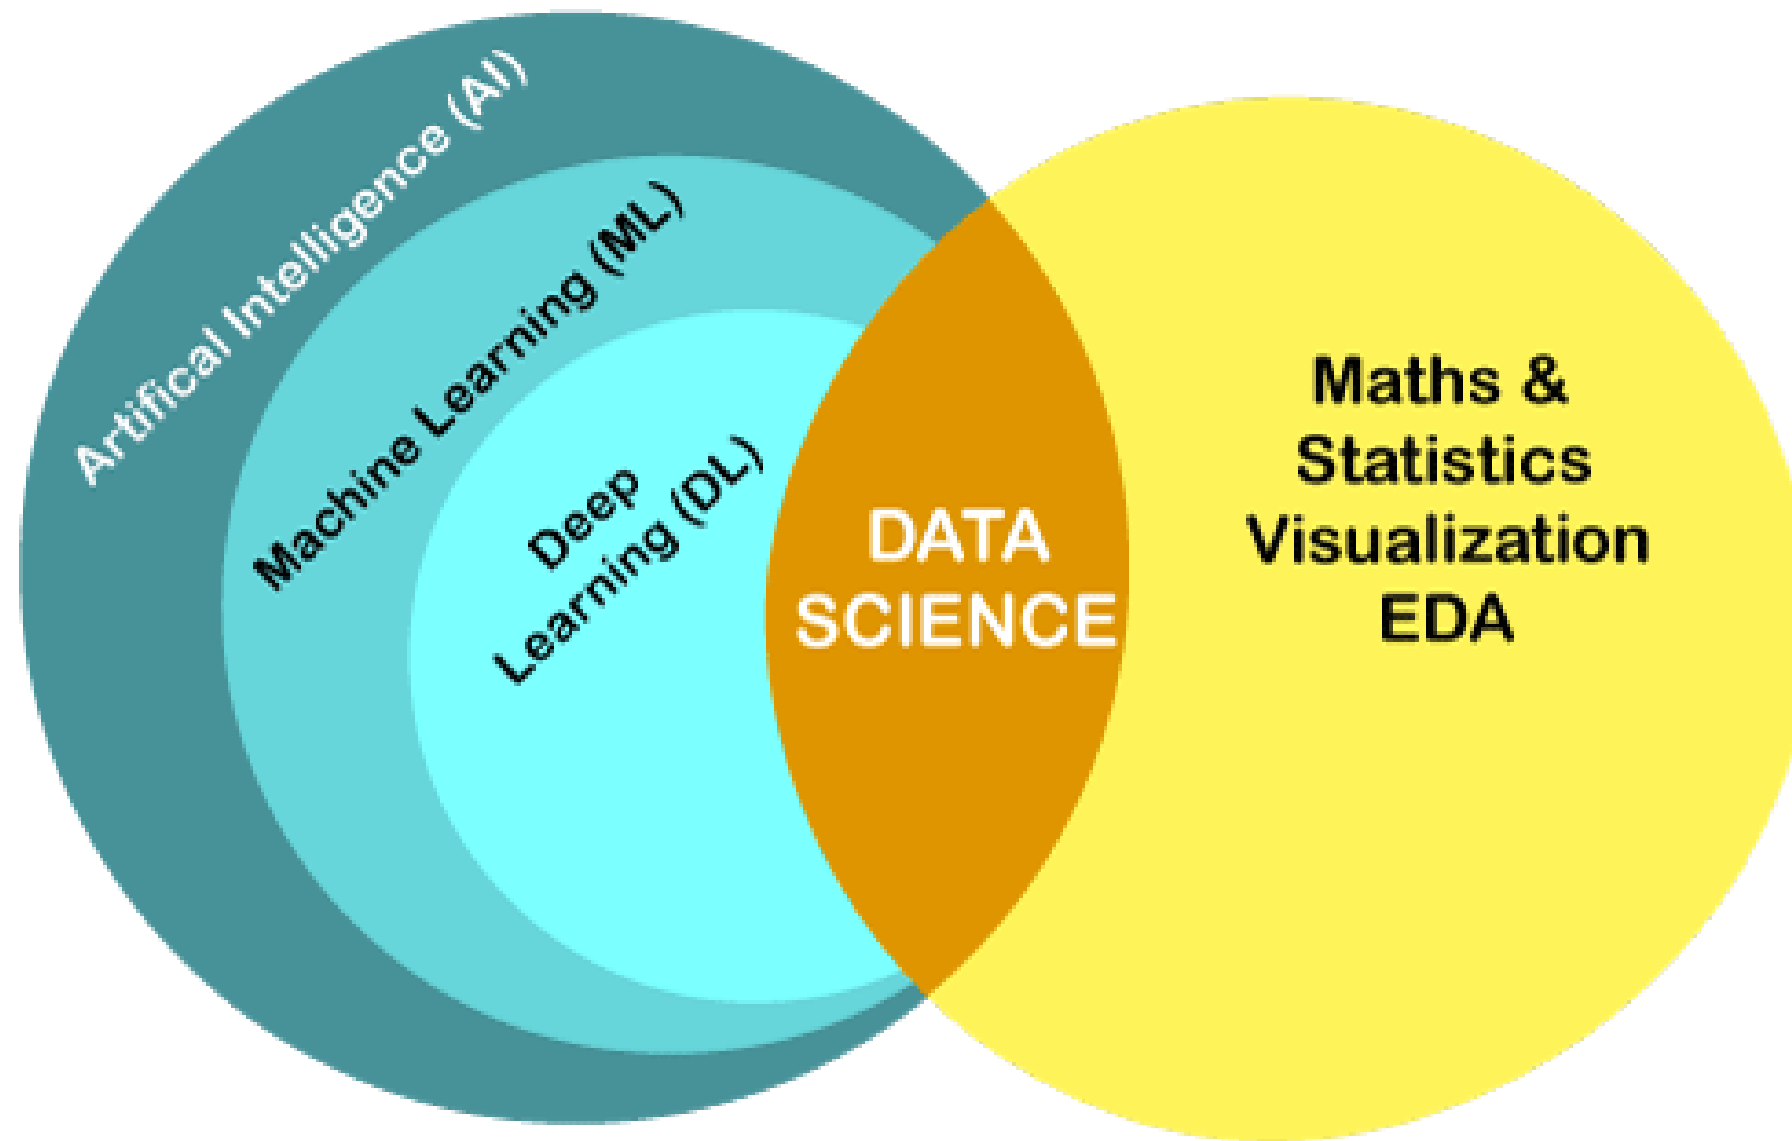 Artifical Intelligence (AI)
Machine Learning (ML)
Deep
Learning (DL)
DATA
SCIENCE
Maths &
Statistics
Visualization
EDA